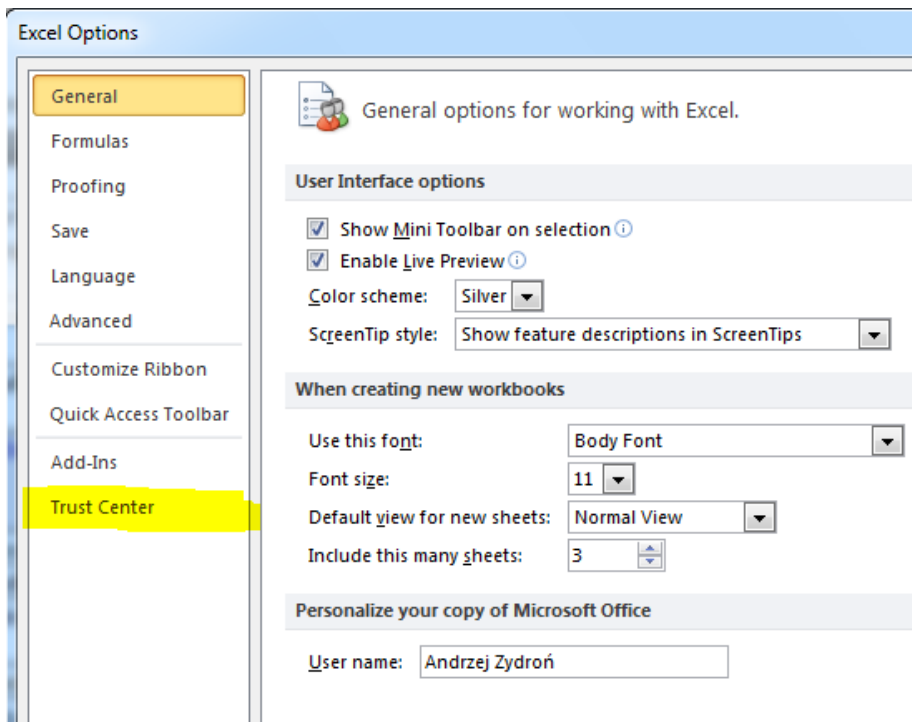 Excel Options
General
Formulas
Proofing
Save
Language
Advanced
Customize Ribbon
Quick Access Toolbar
Add-Ins
Trust Center
General options for working with Excel.
User Interface options
Show Mini Toolbar on selection
Enable Live Preview
Color scheme: Silver
ScreenTip style: Show feature descriptions in ScreenTips
When creating new workbooks
Use this font: Body Font
Font size: 11
Default view for new sheets: Normal View
Include this many sheets: 3
Personalize your copy of Microsoft Office
User name: Andrzej Zydroń